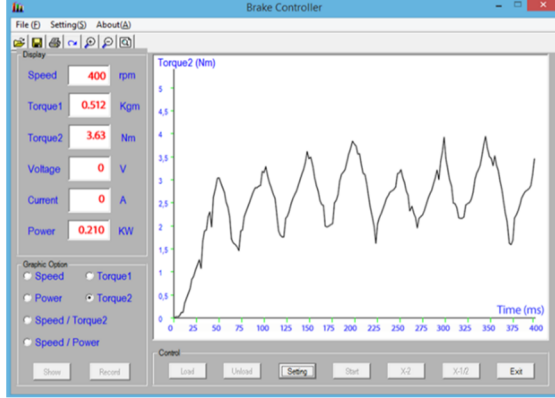 Brake Controller
File (F) Setting(S) About(A)
Display
Speed 400 rpm
Torque1 0.512 Kgm
Torque2 3.63 Nm
Voltage 0 V
Current 0 A
Power 0.210 KW
Graphic Option
Speed Torque1
Power Torque2
Speed / Torque2
Speed / Power
Show Record
Torque2 (Nm)
5
4,5
4
3,5
3
2,5
2
1,5
1
0,5
0
Time (ms)
0 25 50 75 100 125 150 175 200 225 250 275 300 325 350 375 400
Control
Load Unload Setting Start X-2 X-1/2 Exit